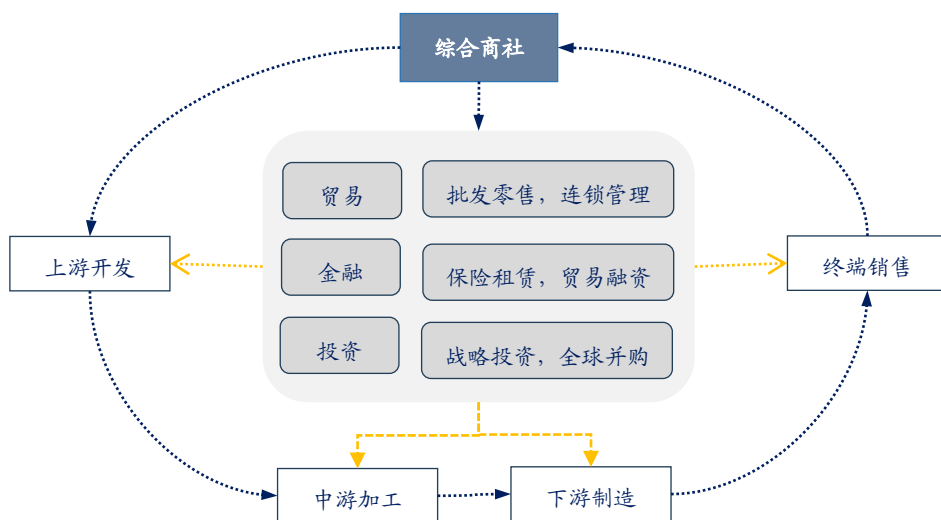 综合商社
贸易
批发零售，连锁管理
上游开发
金融
保险租赁，贸易融资
终端销售
投资
战略投资，全球并购
中游加工
下游制造